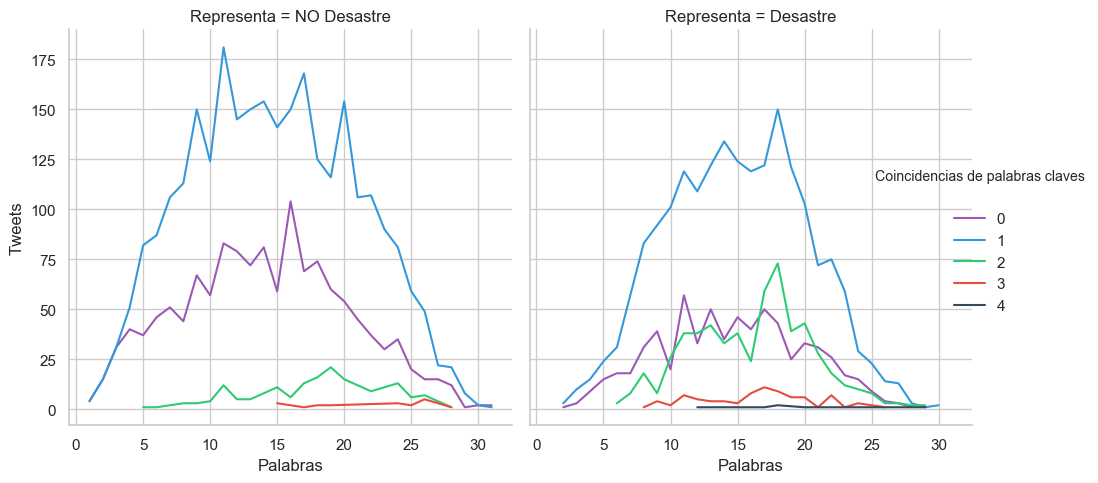 Representa = NO Desastre
Representa = Desastre
Tweets
175
150
125
100
75
50
25
0
0 5 10 15 20 25 30
Palabras
0 5 10 15 20 25 30
Palabras
Coincidencias de palabras claves
0
1
2
3
4